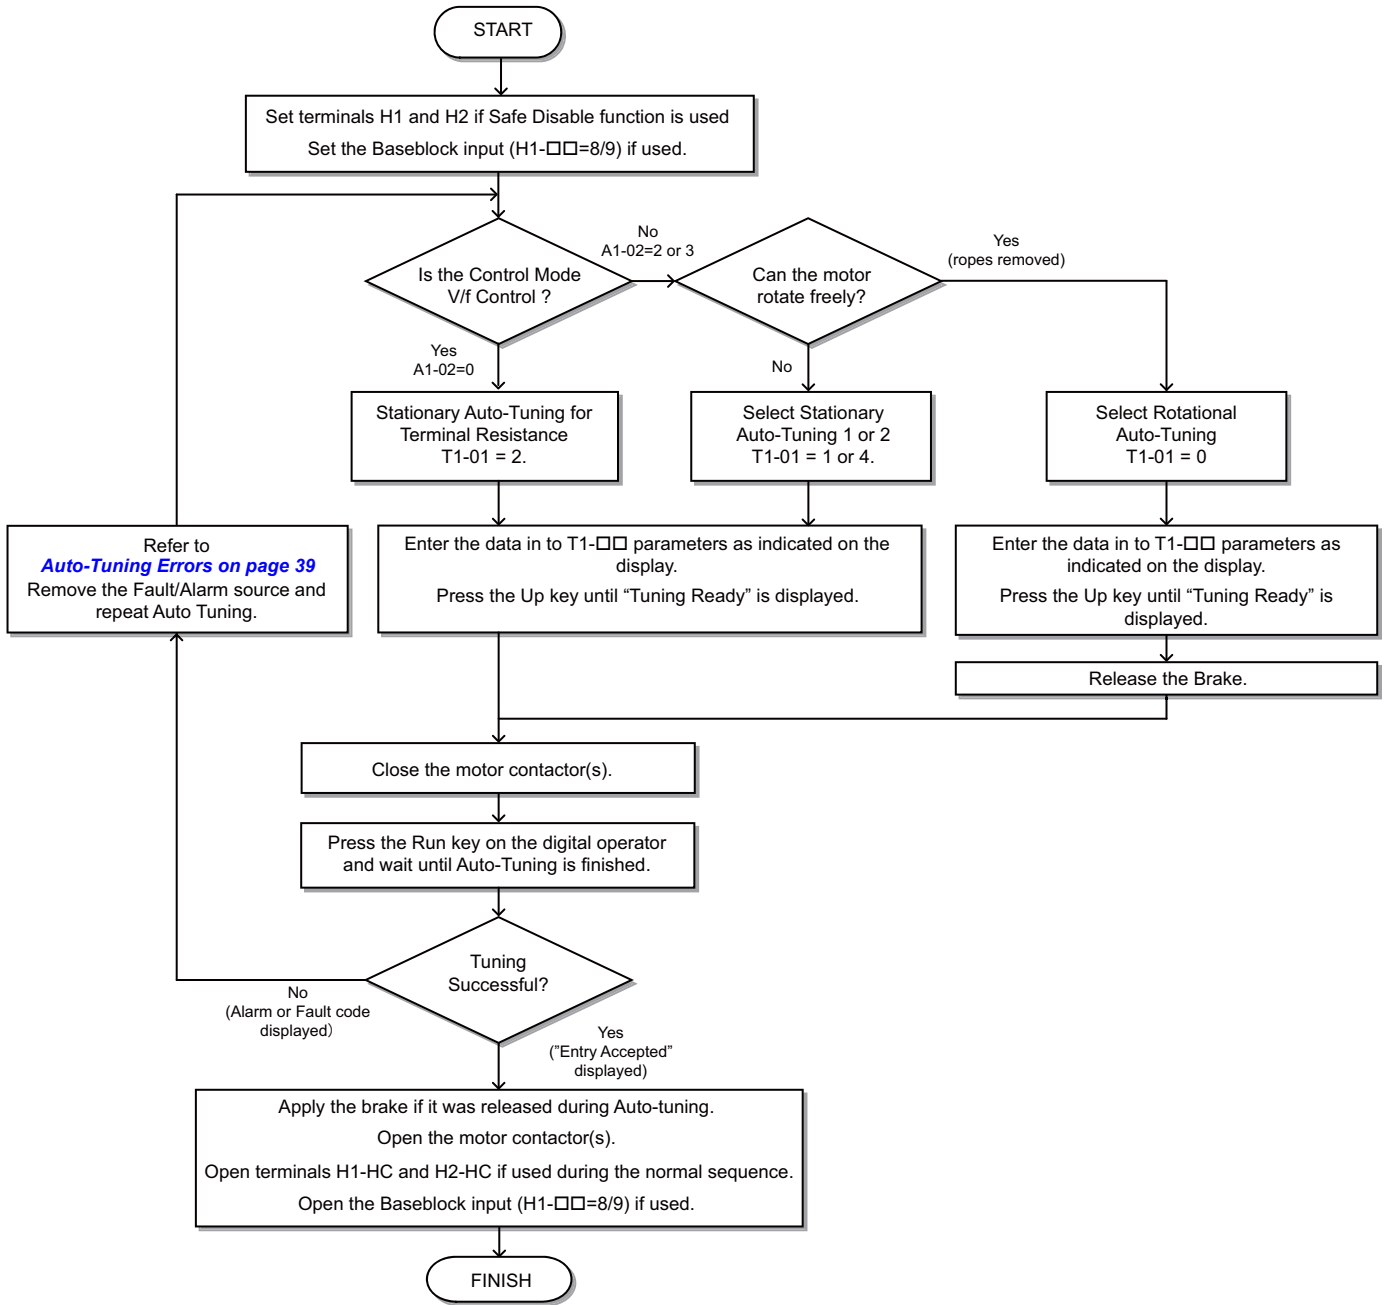 START
Set terminals H1 and H2 if Safe Disable function is used
Set the Baseblock input (H1-□□=8/9) if used.
Is the Control Mode
V/f Control ?
No
A1-02=2 or 3
Can the motor
rotate freely?
Yes
(ropes removed)
Yes
A1-02=0
No
Stationary Auto-Tuning for
Terminal Resistance
T1-01 = 2.
Select Stationary
Auto-Tuning 1 or 2
T1-01 = 1 or 4.
Select Rotational
Auto-Tuning
T1-01 = 0
Refer to
Auto-Tuning Errors on page 39
Remove the Fault/Alarm source and
repeat Auto Tuning.
Enter the data in to T1-□□ parameters as indicated on the
display.
Press the Up key until “Tuning Ready” is displayed.
Enter the data in to T1-□□ parameters as
indicated on the display.
Press the Up key until “Tuning Ready” is
displayed.
Release the Brake.
Close the motor contactor(s).
Press the Run key on the digital operator
and wait until Auto-Tuning is finished.
Tuning
Successful?
No
(Alarm or Fault code
displayed)
Yes
(”Entry Accepted”
displayed)
Apply the brake if it was released during Auto-tuning.
Open the motor contactor(s).
Open terminals H1-HC and H2-HC if used during the normal sequence.
Open the Baseblock input (H1-□□=8/9) if used.
FINISH